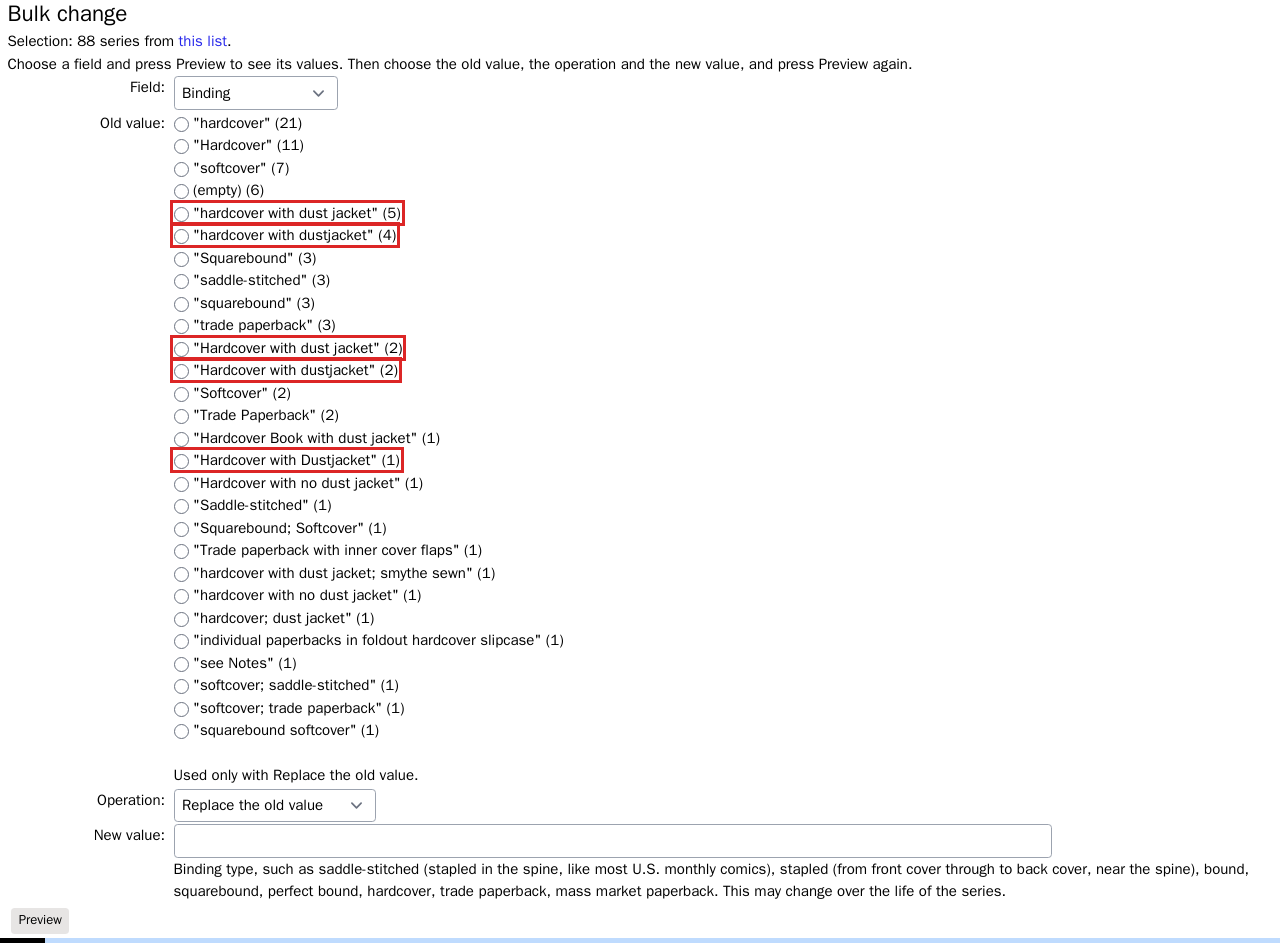 Bulk change
Selection: 88 series from this list.
Choose a field and press Preview to see its values. Then choose the old value, the operation and the new value, and press Preview again.
Field: Binding
Old value: "hardcover" (21)
"Hardcover" (11)
"softcover" (7)
(empty) (6)
"hardcover with dust jacket" (5)
"hardcover with dustjacket" (4)
"Squarebound" (3)
"saddle-stitched" (3)
"squarebound" (3)
"trade paperback" (3)
"Hardcover with dust jacket" (2)
"Hardcover with dustjacket" (2)
"Softcover" (2)
"Trade Paperback" (2)
"Hardcover Book with dust jacket" (1)
"Hardcover with Dustjacket" (1)
"Hardcover with no dust jacket" (1)
"Saddle-stitched" (1)
"Squarebound; Softcover" (1)
"Trade paperback with inner cover flaps" (1)
"hardcover with dust jacket; smythe sewn" (1)
"hardcover with no dust jacket" (1)
"hardcover; dust jacket" (1)
"individual paperbacks in foldout hardcover slipcase" (1)
"see Notes" (1)
"softcover; saddle-stitched" (1)
"softcover; trade paperback" (1)
"squarebound softcover" (1)
Used only with Replace the old value.
Operation: Replace the old value
New value:
Binding type, such as saddle-stitched (stapled in the spine, like most U.S. monthly comics), stapled (from front cover through to back cover, near the spine), bound,
squarebound, perfect bound, hardcover, trade paperback, mass market paperback. This may change over the life of the series.
Preview